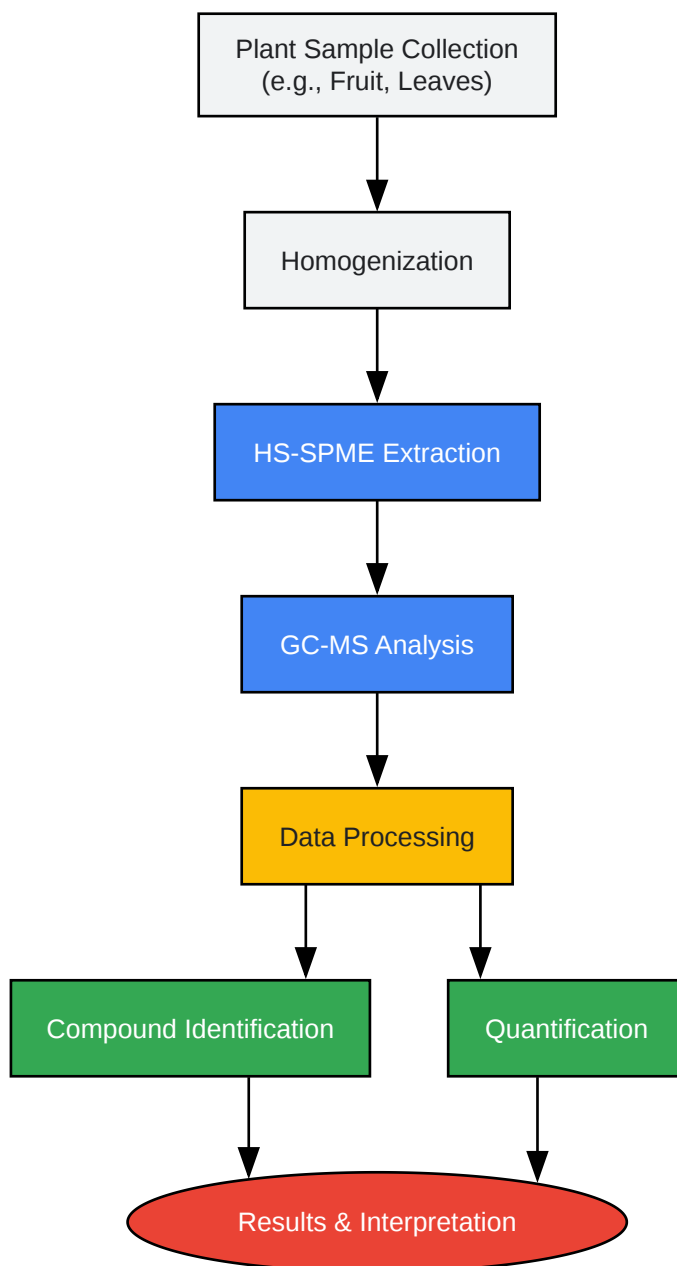 Plant Sample Collection
(e.g., Fruit, Leaves)
Homogenization
HS-SPME Extraction
GC-MS Analysis
Data Processing
Compound Identification
Quantification
Results & Interpretation